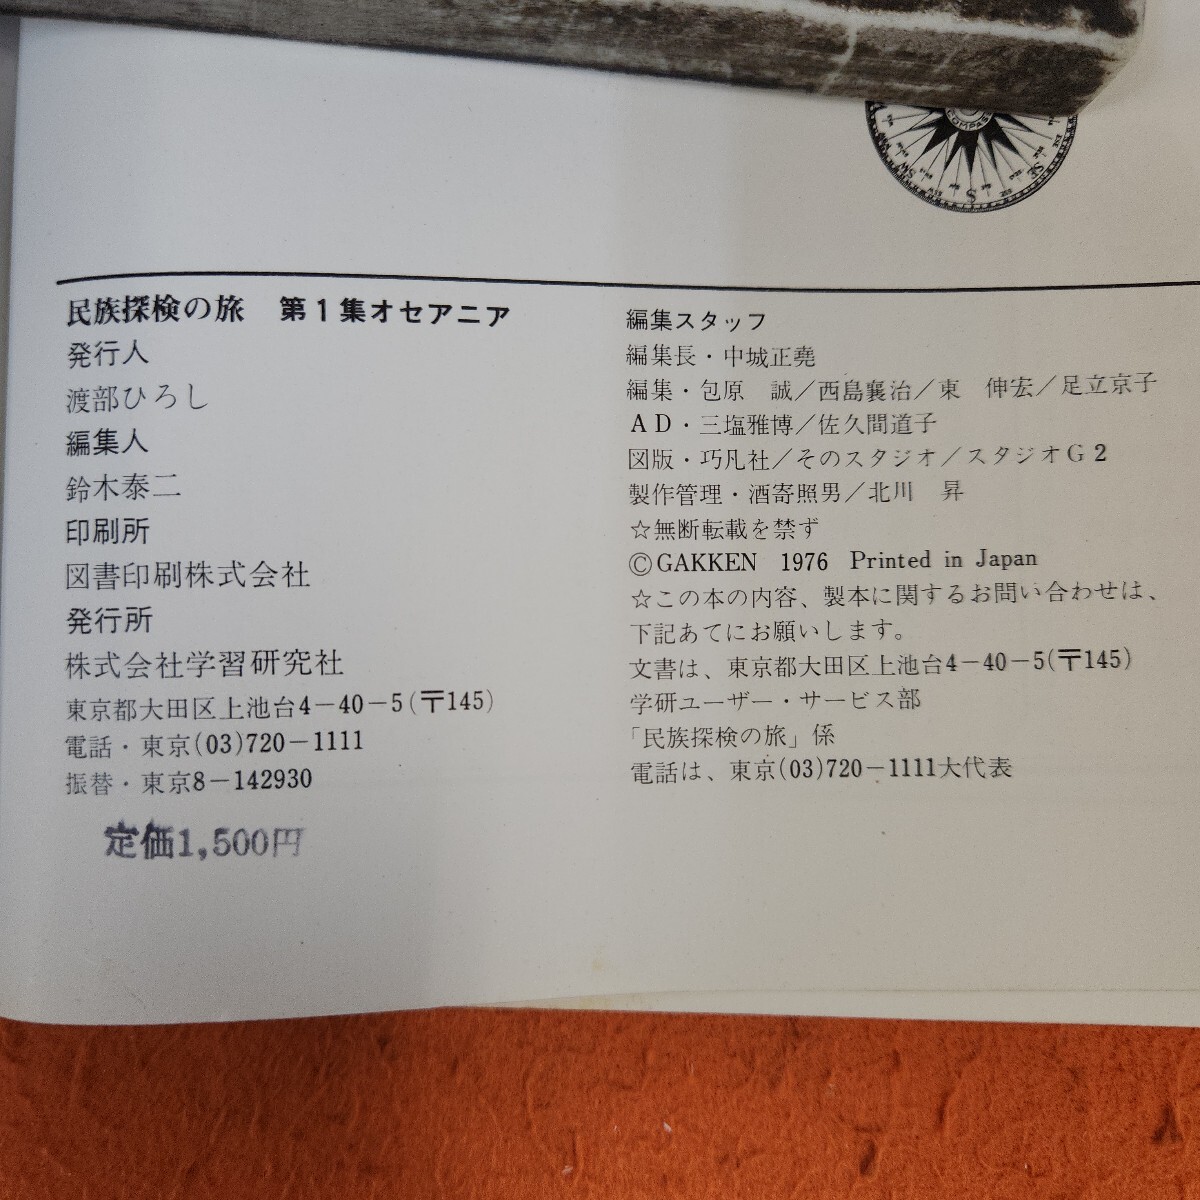 COMPASS
SW
S
SE
民族探検の旅　第1集オセアニア
発行人
渡部ひろし
編集人
鈴木泰二
印刷所
図書印刷株式会社
発行所
株式会社学習研究社
東京都大田区上池台4-40-5(〒145)
電話・東京(03)720-1111
振替・東京8-142930
定価1,500円
編集スタッフ
編集長・中城正堯
編集・包原　誠／西島襄治／東　伸宏／足立京子
AD・三塩雅博／佐久間道子
図版・巧凡社／そのスタジオ／スタジオG2
製作管理・酒寄照男／北川　昇
☆無断転載を禁ず
©GAKKEN 1976 Printed in Japan
☆この本の内容、製本に関するお問い合わせは、
下記あてにお願いします。
文書は、東京都大田区上池台4-40-5(〒145)
学研ユーザー・サービス部
「民族探検の旅」係
電話は、東京(03)720-1111大代表